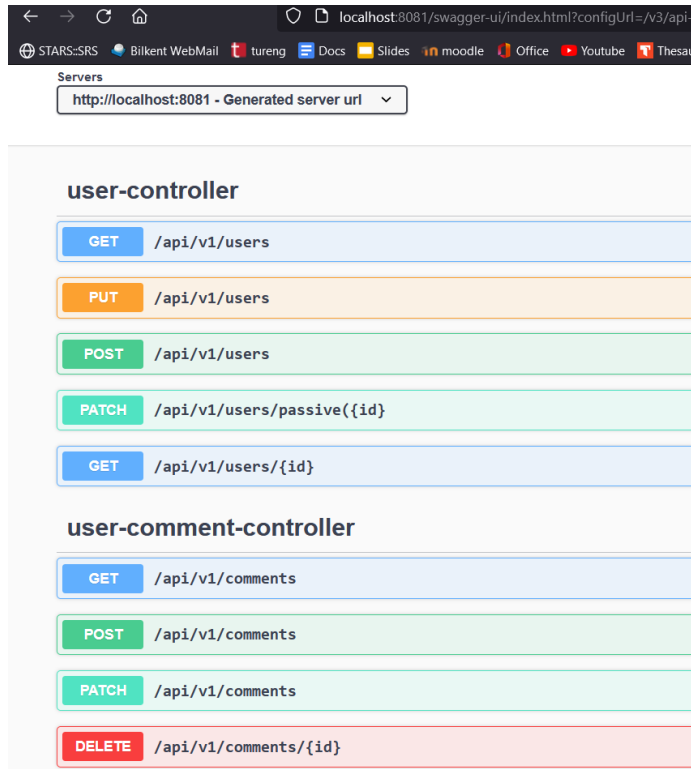 localhost:8081/swagger-ui/index.html?configUrl=/v3/api-
STARS::SRS Bilkent WebMail tureng Docs Slides moodle Office Youtube Thesau
Servers
http://localhost:8081 - Generated server url
user-controller
GET /api/v1/users
PUT /api/v1/users
POST /api/v1/users
PATCH /api/v1/users/passive({id}
GET /api/v1/users/{id}
user-comment-controller
GET /api/v1/comments
POST /api/v1/comments
PATCH /api/v1/comments
DELETE /api/v1/comments/{id}